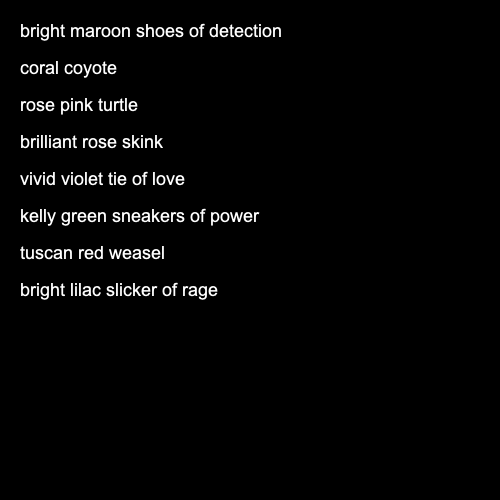 bright maroon shoes of detection
coral coyote
rose pink turtle
brilliant rose skink
vivid violet tie of love
kelly green sneakers of power
tuscan red weasel
bright lilac slicker of rage